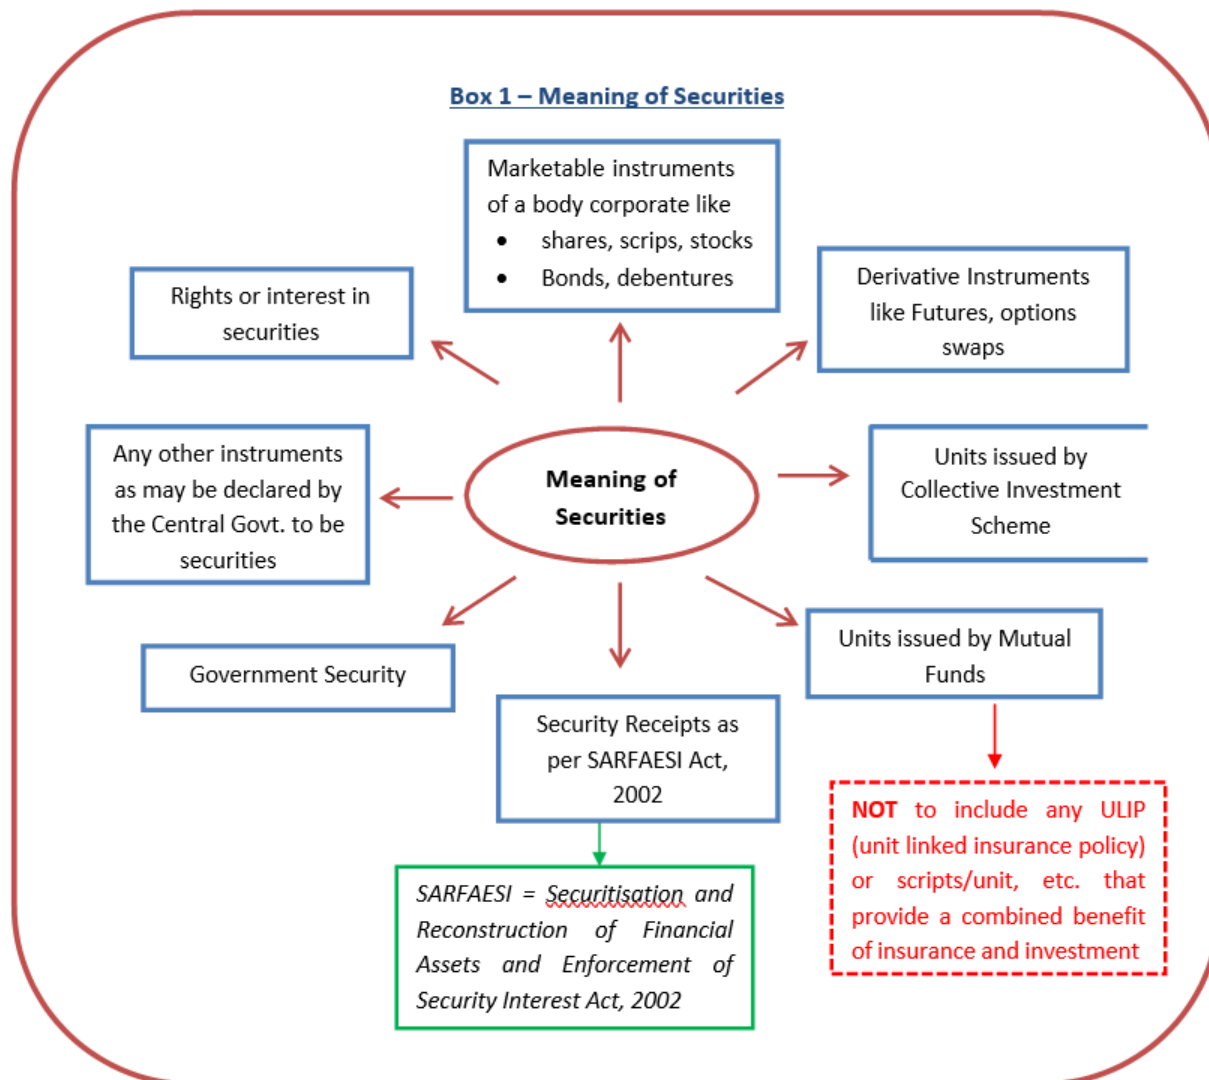 Box 1 – Meaning of Securities
Marketable instruments
of a body corporate like
• shares, scrips, stocks
• Bonds, debentures
Rights or interest in
securities
Derivative Instruments
like Futures, options
swaps
Any other instruments
as may be declared by
the Central Govt. to be
securities
Meaning of
Securities
Units issued by
Collective Investment
Scheme
Government Security
Units issued by Mutual
Funds
Security Receipts as
per SARFAESI Act,
2002
NOT to include any ULIP
(unit linked insurance policy)
or scripts/unit, etc. that
provide a combined benefit
of insurance and investment
SARFAESI = Securitisation and
Reconstruction of Financial
Assets and Enforcement of
Security Interest Act, 2002